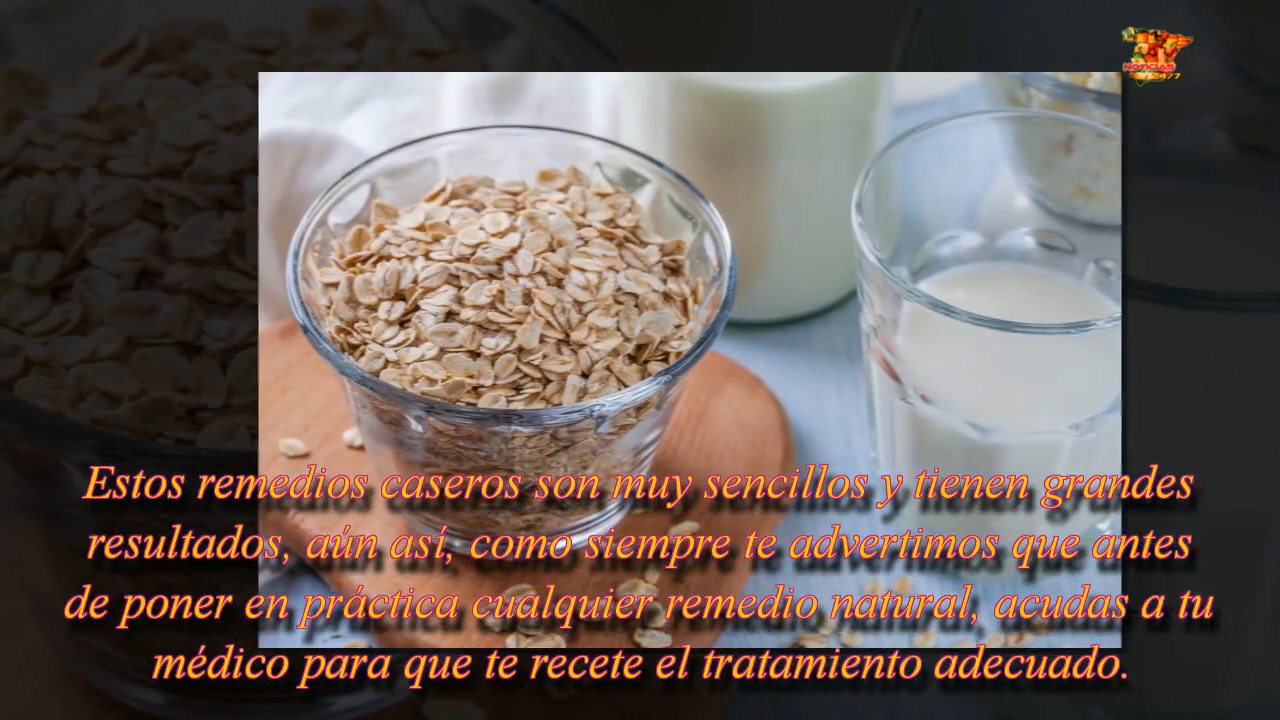 NOTICIAS
Estos remedios caseros son muy sencillos y tienen grandes
resultados, aún así, como siempre te advertimos que antes
de poner en práctica cualquier remedio natural, acudas a tu
médico para que te recete el tratamiento adecuado.